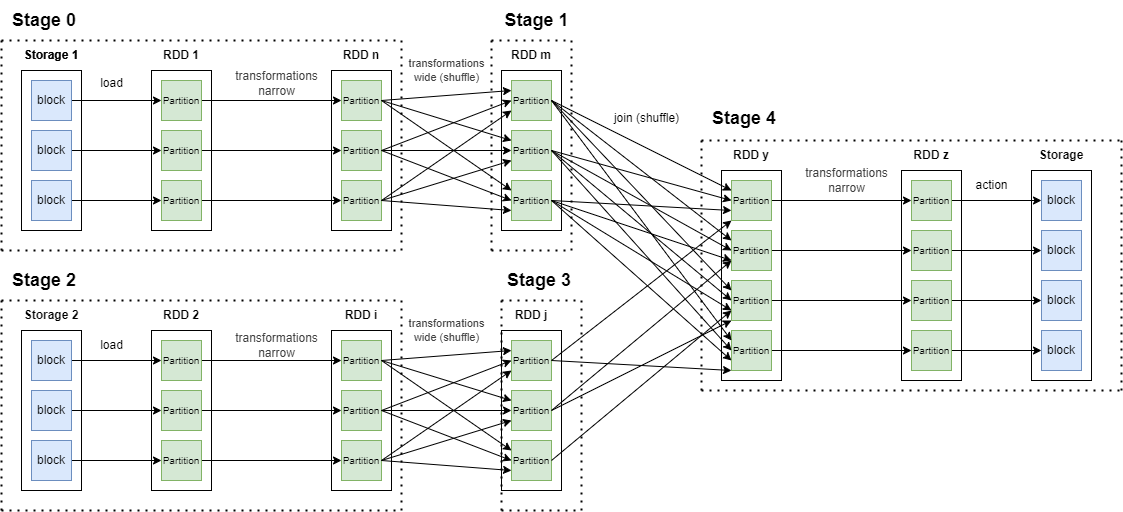 Stage 0
Stage 1
Storage 1
RDD 1
RDD n
RDD m
load
transformations
narrow
transformations
wide (shuffle)
block
Partition
Partition
Partition
block
Partition
Partition
Partition
block
Partition
Partition
Partition
join (shuffle)
Stage 4
RDD y
RDD z
Storage
transformations
narrow
action
Partition
Partition
block
Partition
Partition
block
Partition
Partition
block
Partition
Partition
block
Stage 2
Stage 3
Storage 2
RDD 2
RDD i
RDD j
load
transformations
narrow
transformations
wide (shuffle)
block
Partition
Partition
Partition
block
Partition
Partition
Partition
block
Partition
Partition
Partition